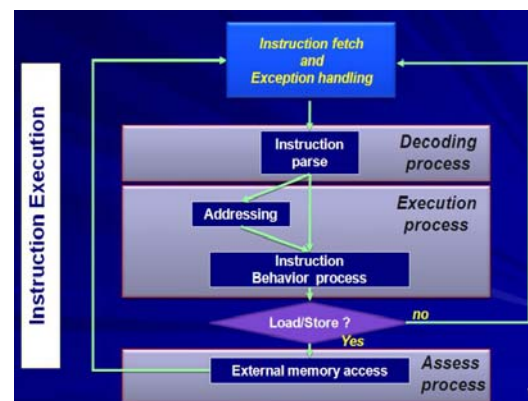 Instruction Execution
Instruction fetch
and
Exception handling
Instruction
parse
Decoding
process
Addressing
Execution
process
Instruction
Behavior process
Load/Store ?
no
Yes
External memory access
Assess
process